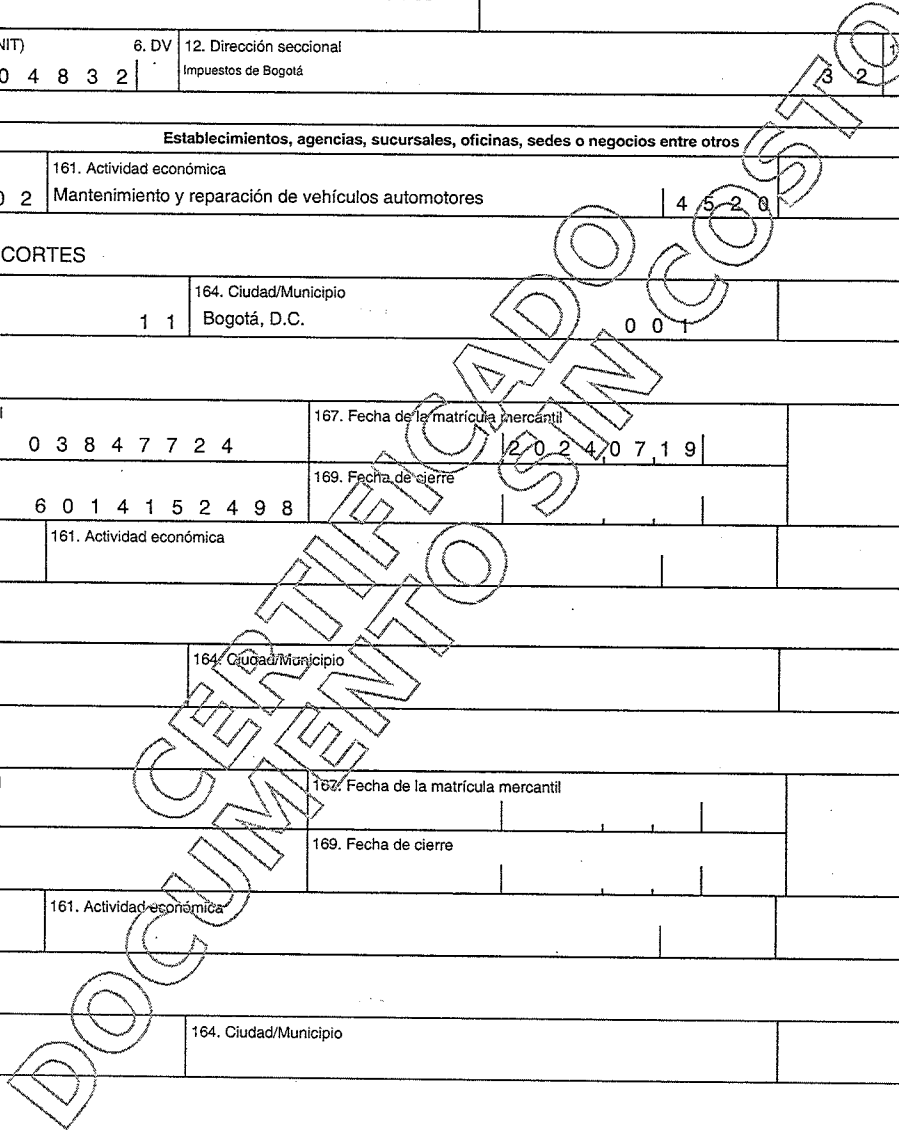 NIT) 6. DV 12. Dirección seccional
0 4 8 3 2 Impuestos de Bogotá 3 2
Establecimientos, agencias, sucursales, oficinas, sedes o negocios entre otros
161. Actividad económica
0 2 Mantenimiento y reparación de vehículos automotores 4 5 2 0
CORTES
164. Ciudad/Municipio
1 1 Bogotá, D.C. 0 0 1
167. Fecha de la matrícula mercantil
0 3 8 4 7 7 2 4 2 0 2 4 0 7 1 9
169. Fecha de cierre
6 0 1 4 1 5 2 4 9 8
161. Actividad económica
164. Ciudad/Municipio
167. Fecha de la matrícula mercantil
169. Fecha de cierre
161. Actividad económica
164. Ciudad/Municipio
CERTIFICADO
DOCUMENTO SIN COSTO